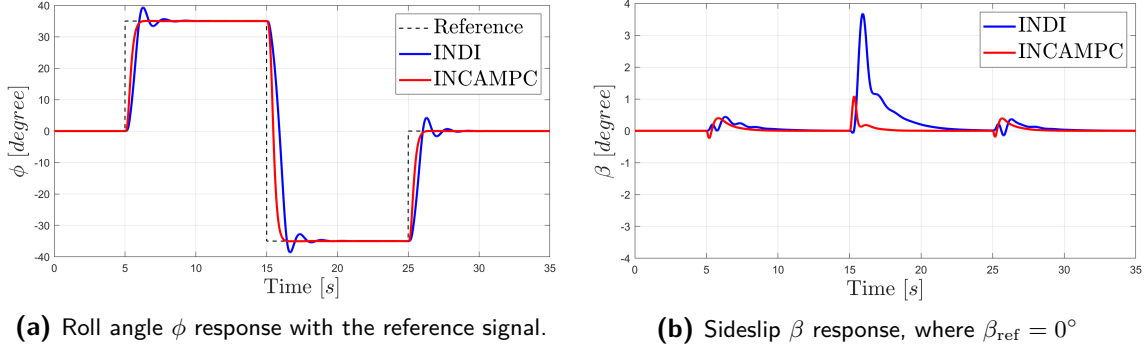 40
30
20
10
0
-10
-20
-30
-40
0 5 10 15 20 25 30 35
ϕ [degree]
Time [s]
Reference
INDI
INCAMPC
(a) Roll angle ϕ response with the reference signal.
4
3
2
1
0
-1
-2
-3
-4
0 5 10 15 20 25 30 35
β [degree]
Time [s]
INDI
INCAMPC
(b) Sideslip β response, where βref = 0°